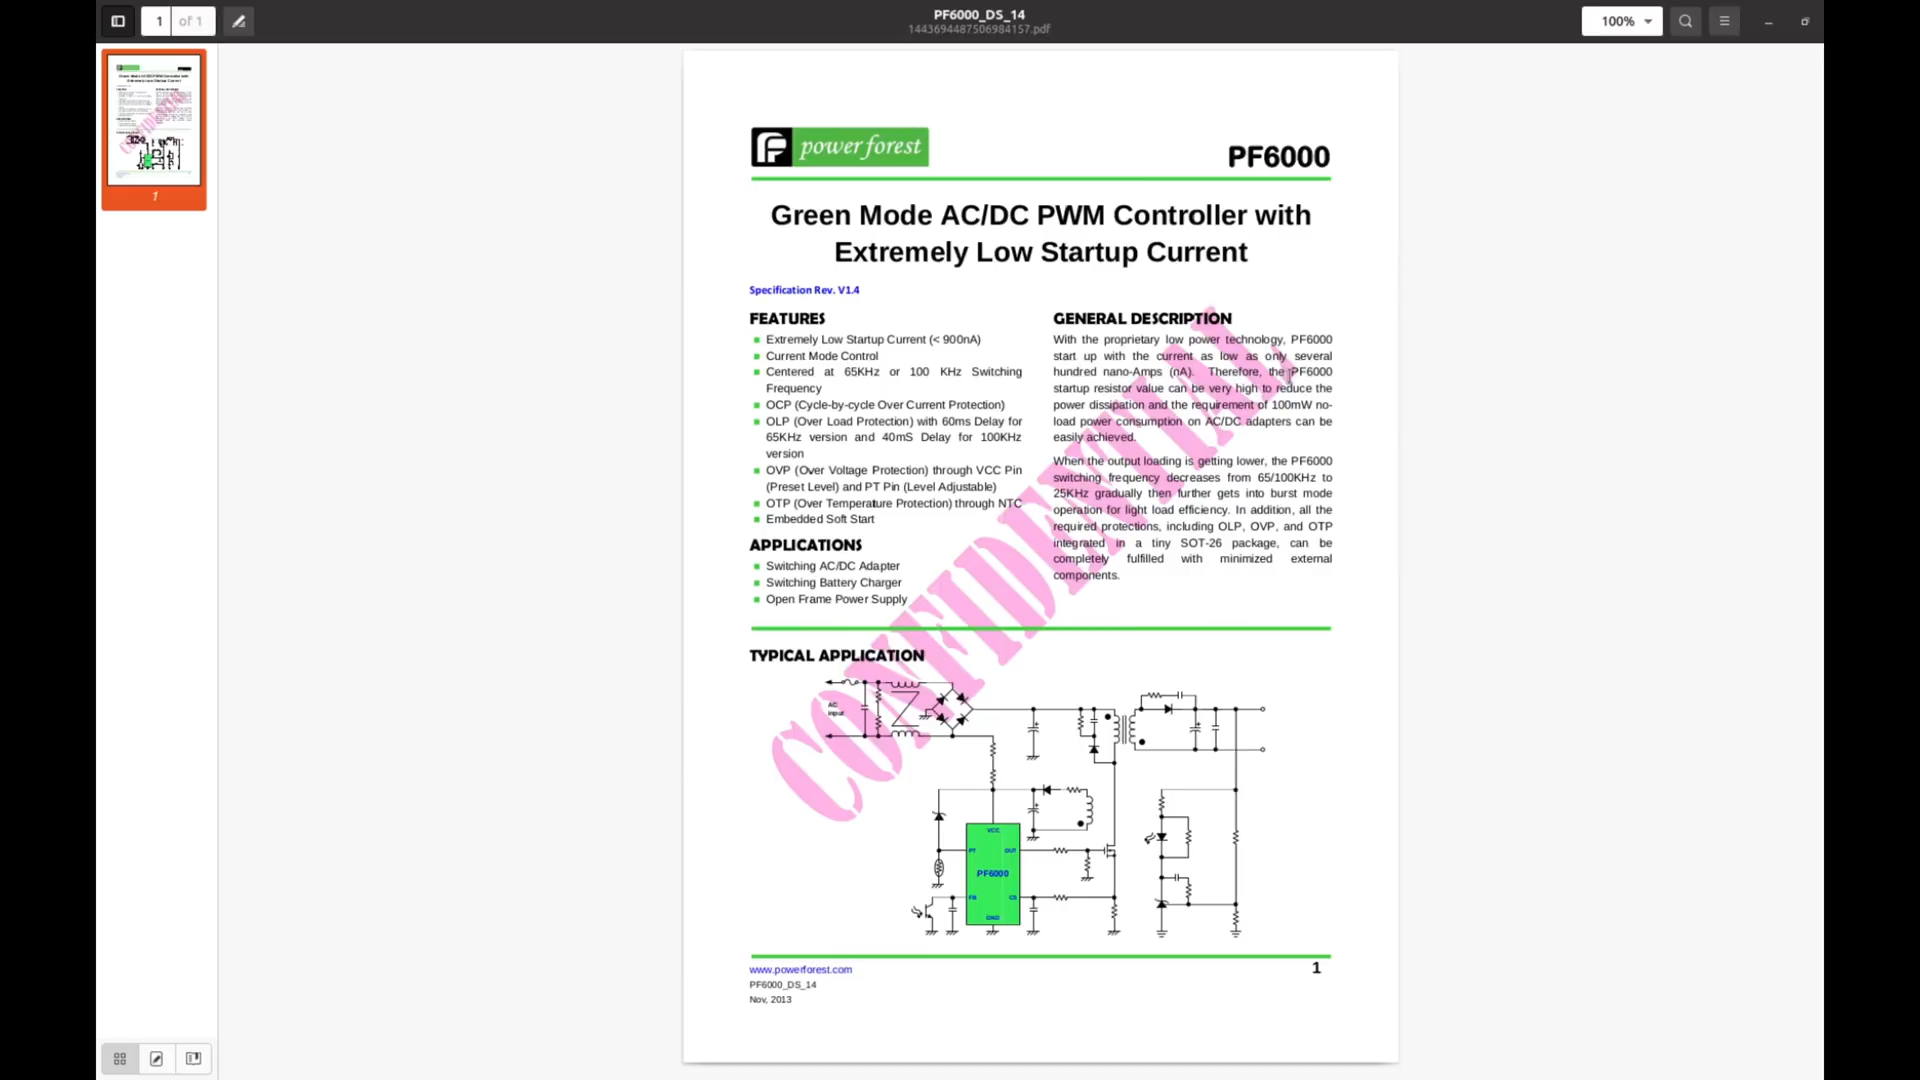 1 of 1
PF6000_DS_14
1443694487506984157.pdf
100%
1
power forest
PF6000
Green Mode AC/DC PWM Controller with
Extremely Low Startup Current
Specification Rev. V1.4
FEATURES
Extremely Low Startup Current (< 900nA)
Current Mode Control
Centered at 65KHz or 100 KHz Switching
Frequency
OCP (Cycle-by-cycle Over Current Protection)
OLP (Over Load Protection) with 60ms Delay for
65KHz version and 40mS Delay for 100KHz
version
OVP (Over Voltage Protection) through VCC Pin
(Preset Level) and PT Pin (Level Adjustable)
OTP (Over Temperature Protection) through NTC
Embedded Soft Start
APPLICATIONS
Switching AC/DC Adapter
Switching Battery Charger
Open Frame Power Supply
GENERAL DESCRIPTION
With the proprietary low power technology, PF6000
start up with the current as low as only several
hundred nano-Amps (nA). Therefore, the PF6000
startup resistor value can be very high to reduce the
power dissipation and the requirement of 100mW no-
load power consumption on AC/DC adapters can be
easily achieved.
When the output loading is getting lower, the PF6000
switching frequency decreases from 65/100KHz to
25KHz gradually then further gets into burst mode
operation for light load efficiency. In addition, all the
required protections, including OLP, OVP, and OTP
integrated in a tiny SOT-26 package, can be
completely fulfilled with minimized external
components.
CONFIDENTIAL
TYPICAL APPLICATION
AC
Input
VCC
PT OUT
PF6000
FB CS
GND
www.powerforest.com
1
PF6000_DS_14
Nov, 2013